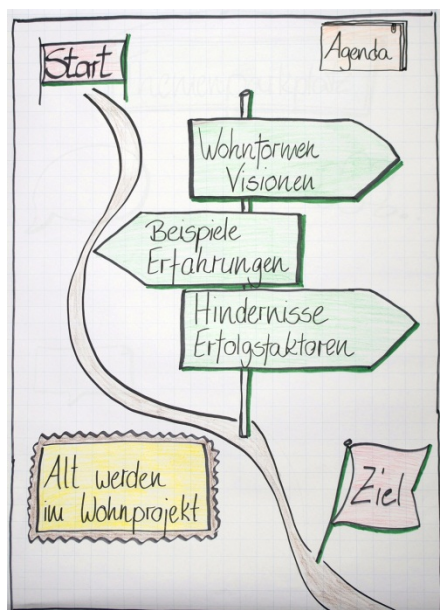 Start
Agenda
Wohnformen
Visionen
Beispiele
Erfahrungen
Hindernisse
Erfolgsfaktoren
Alt werden
im Wohnprojekt
Ziel